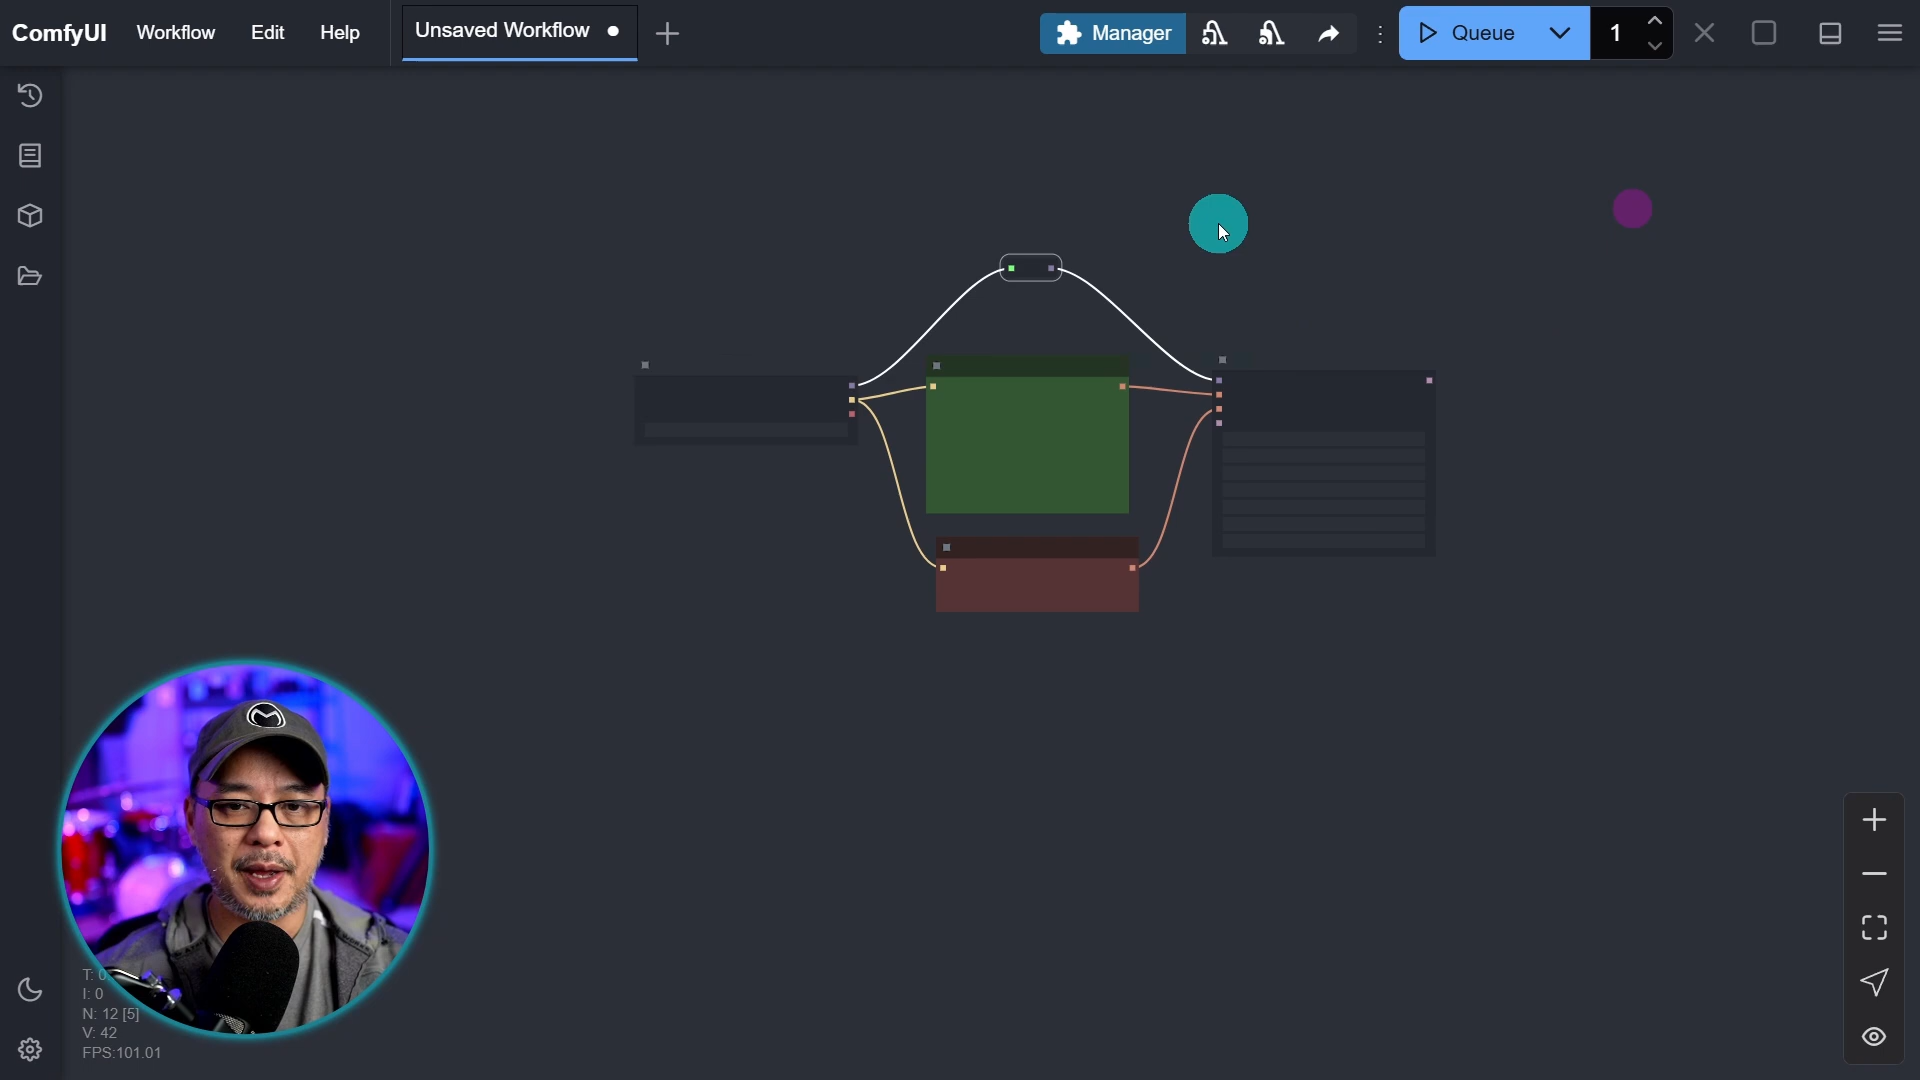 ComfyUI
Workflow
Edit
Help
Unsaved Workflow
Manager
Queue
1
T: 0
I: 0
N: 12 [5]
V: 42
FPS:101.01